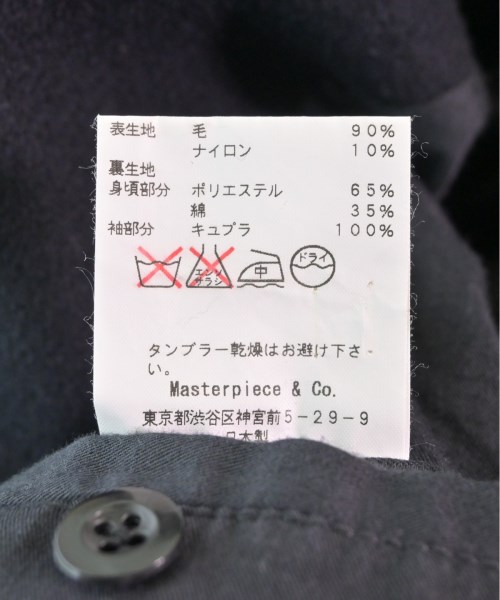 表生地 毛 90%
ナイロン 10%
裏生地
身頃部分 ポリエステル 65%
綿 35%
袖部分 キュプラ 100%
エンソ
サラシ
中
ドライ
タンブラー乾燥はお避け下さ
い。
Masterpiece & Co.
東京都渋谷区神宮前5-29-9
日本製